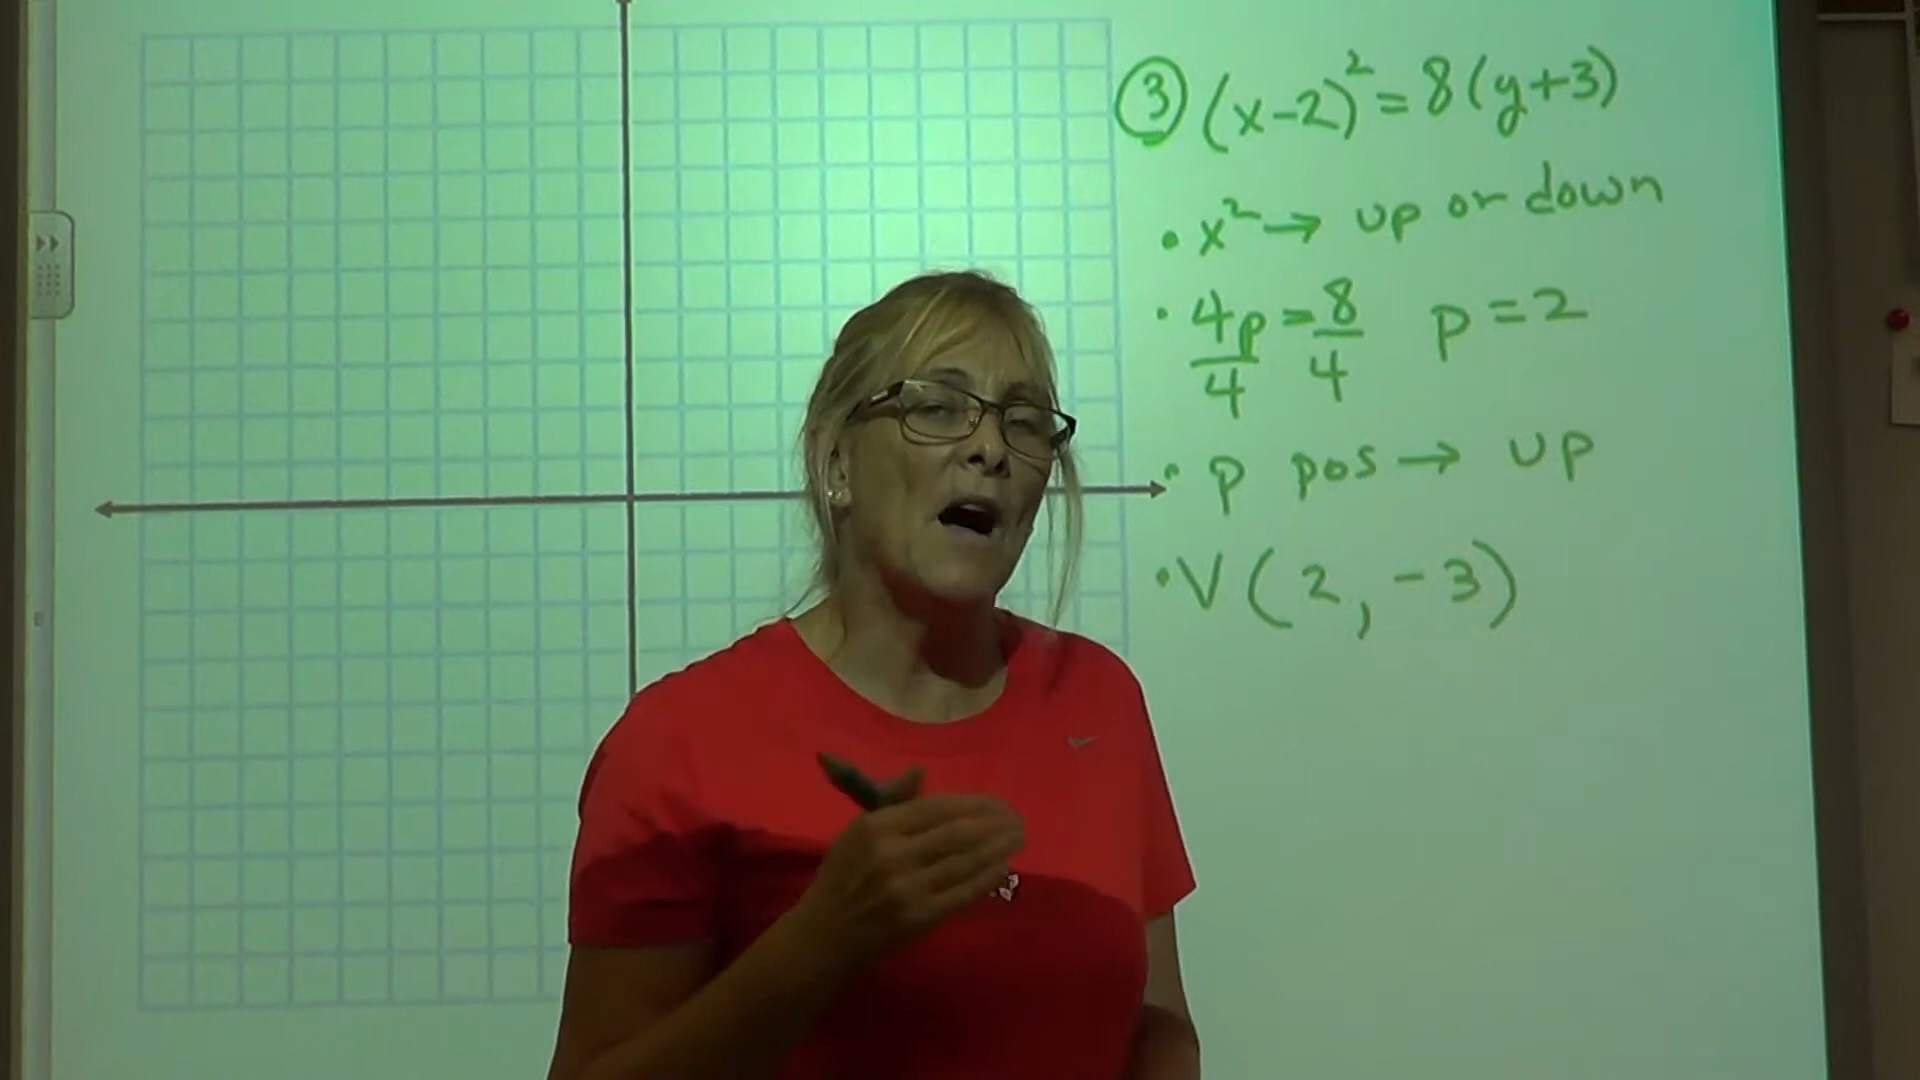 ③ (x-2)² = 8(y+3)
• x² → up or down
• 4p/4 = 8/4 p = 2
• p pos → up
• V(2, -3)